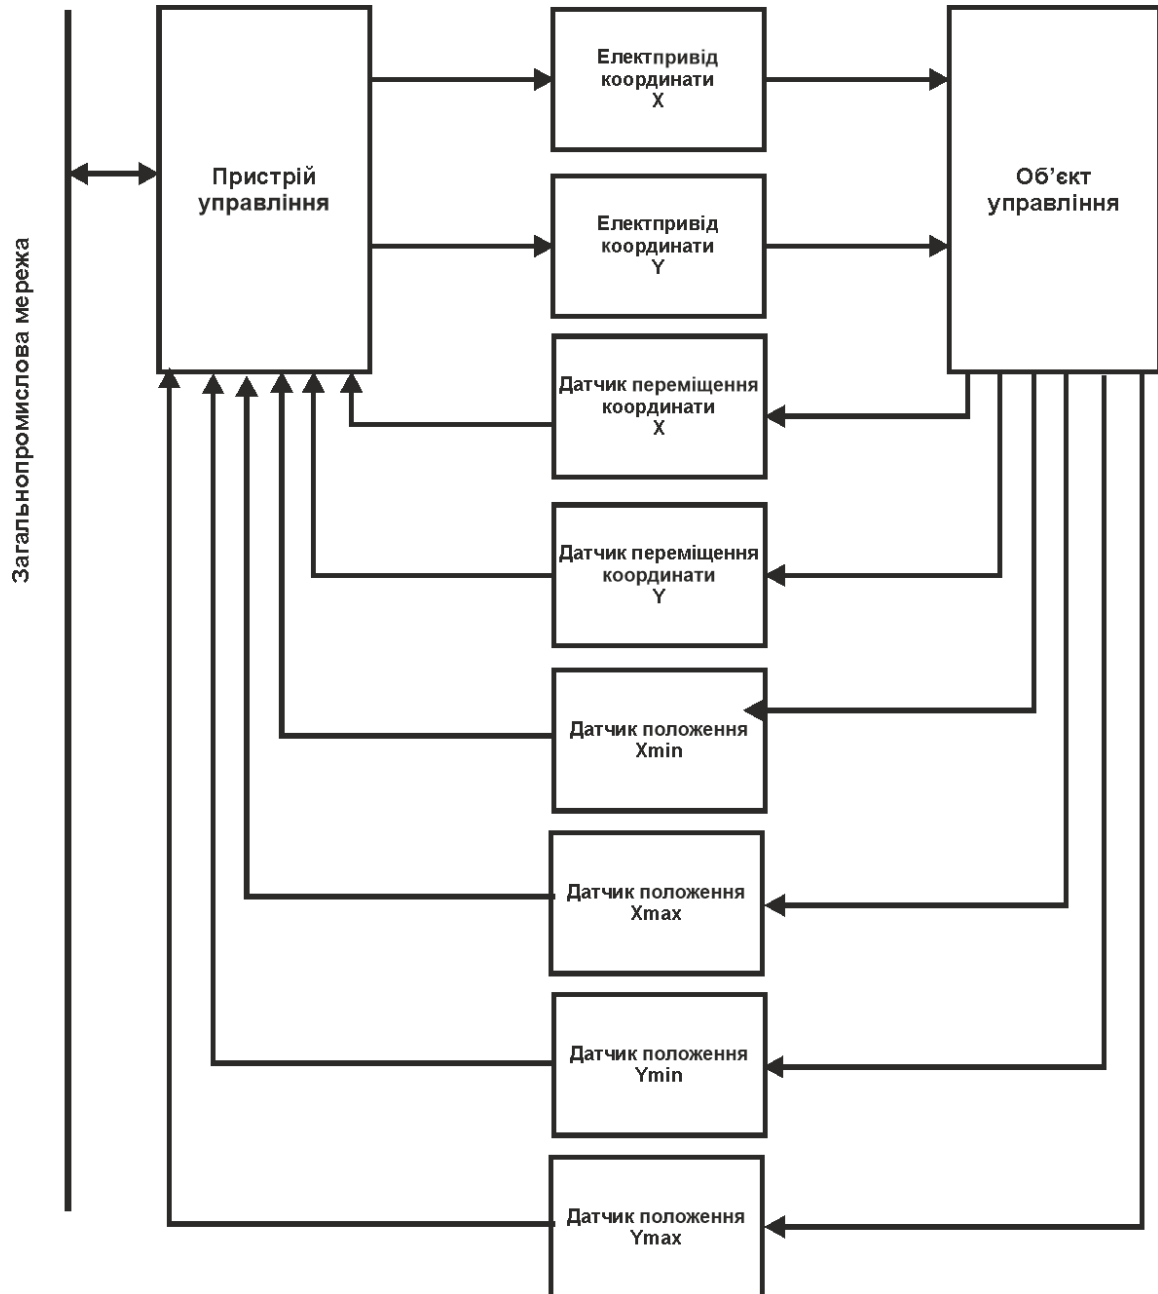 Загальнопромислова мережа
Пристрій
управління
Електпривід
координати
X
Електпривід
координати
Y
Об’єкт
управління
Датчик переміщення
координати
X
Датчик переміщення
координати
Y
Датчик положення
Xmin
Датчик положення
Xmax
Датчик положення
Ymin
Датчик положення
Ymax